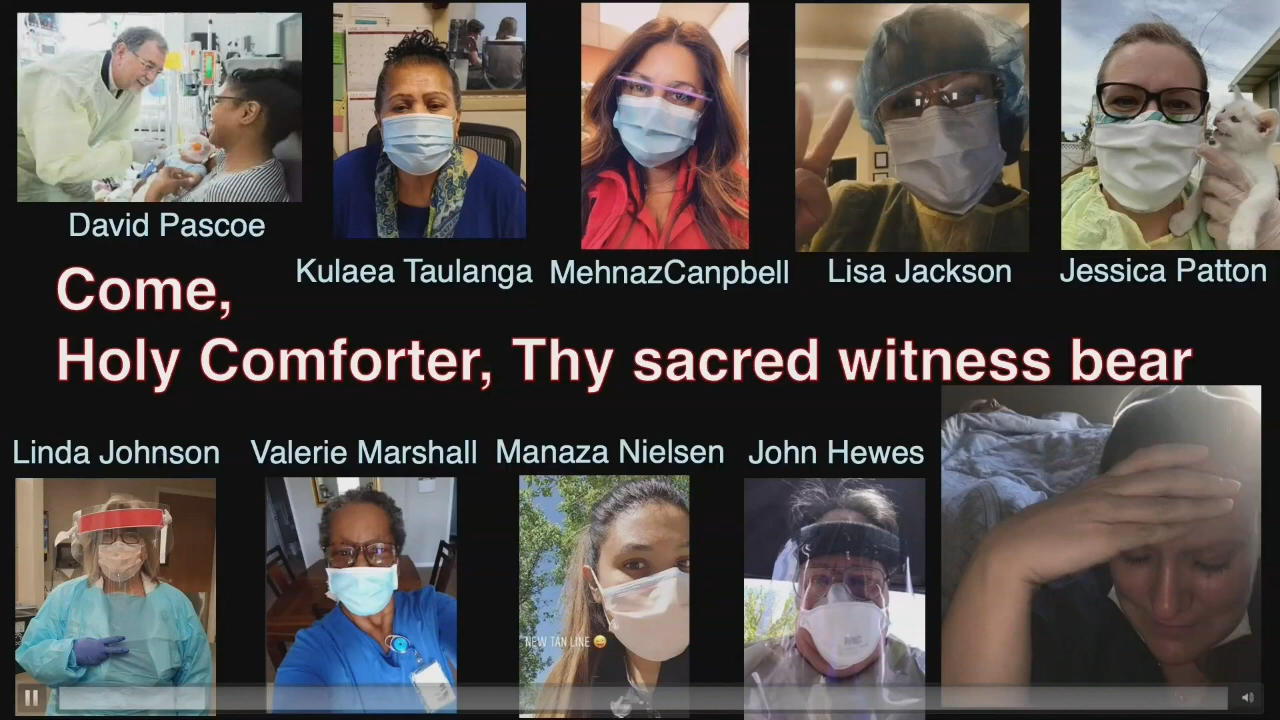 David Pascoe
Kulaea Taulanga
MehnazCanpbell
Lisa Jackson
Jessica Patton
Come,
Holy Comforter, Thy sacred witness bear
Linda Johnson
Valerie Marshall
Manaza Nielsen
John Hewes
NEW TAN LINE 😅